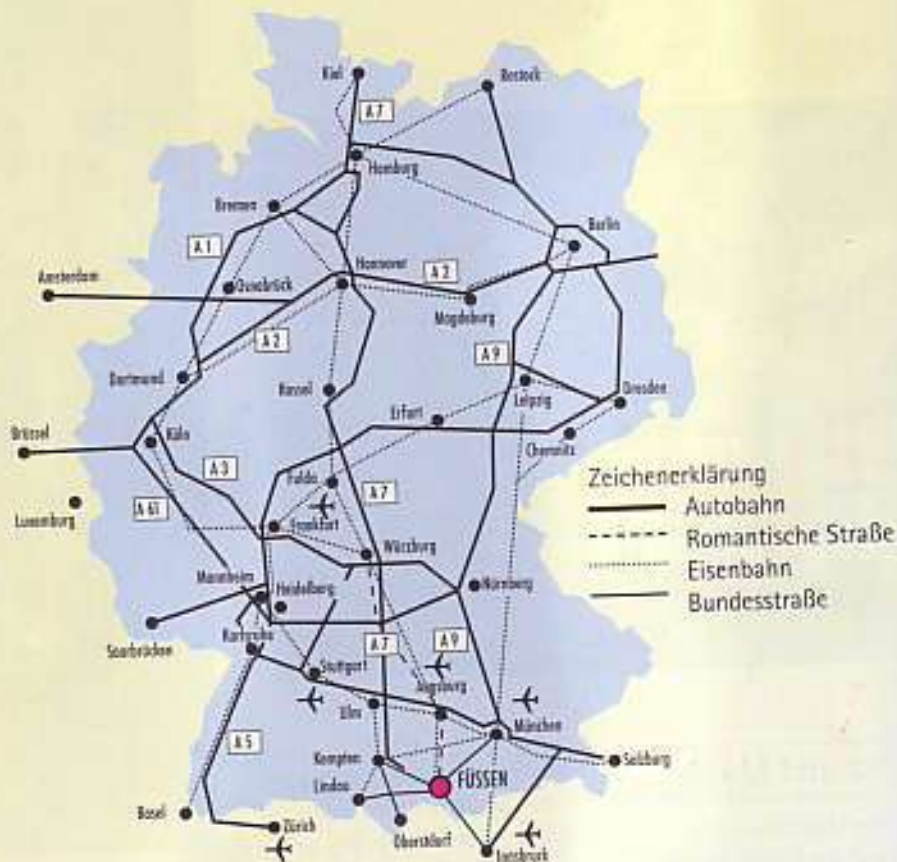 Kiel
Rostock
A 7
Hamburg
Bremen
Berlin
A 1
Hannover
A 2
Amsterdam
Osnabrück
Magdeburg
A 2
A 9
Dortmund
Kassel
Leipzig
Dresden
Erfurt
Brüssel
Köln
Chemnitz
A 3
Zeichenerklärung
Fulda
A 7
Autobahn
Luxemburg
A 61
Frankfurt
Romantische Straße
Würzburg
Eisenbahn
Mannheim
Heidelberg
Nürnberg
Bundesstraße
Saarbrücken
Karlsruhe
A 7
A 9
Stuttgart
Augsburg
Ulm
München
A 5
Kempten
FÜSSEN
Salzburg
Lindau
Basel
Zürich
Oberstdorf
Innsbruck